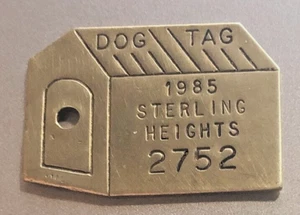 DOG TAG
1985
STERLING
HEIGHTS
2752